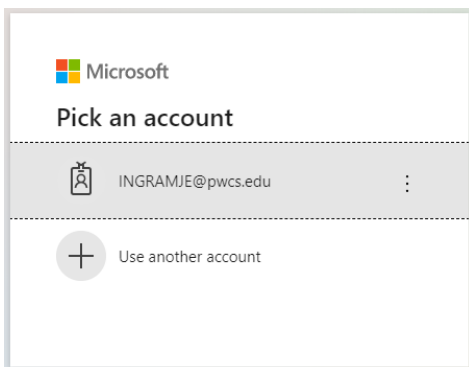 Microsoft
Pick an account
INGRAMJE@pwcs.edu
Use another account